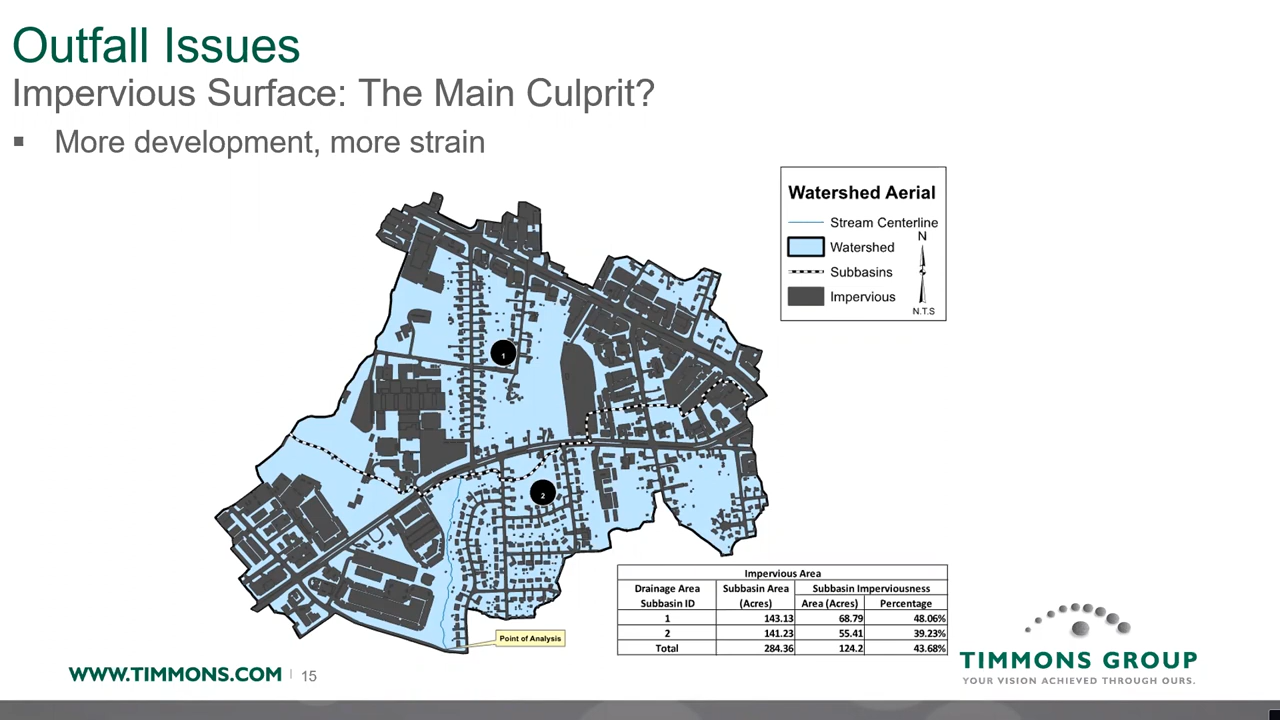 Outfall Issues
Impervious Surface: The Main Culprit?
▪ More development, more strain
Watershed Aerial
Stream Centerline
N
Watershed
Subbasins
Impervious
N.T.S
1
2
Impervious Area
Drainage Area Subbasin Area Subbasin Imperviousness
Subbasin ID (Acres) Area (Acres) Percentage
1 143.13 68.79 48.06%
2 141.23 55.41 39.23%
Total 284.36 124.2 43.68%
Point of Analysis
WWW.TIMMONS.COM | 15
TIMMONS GROUP
YOUR VISION ACHIEVED THROUGH OURS.